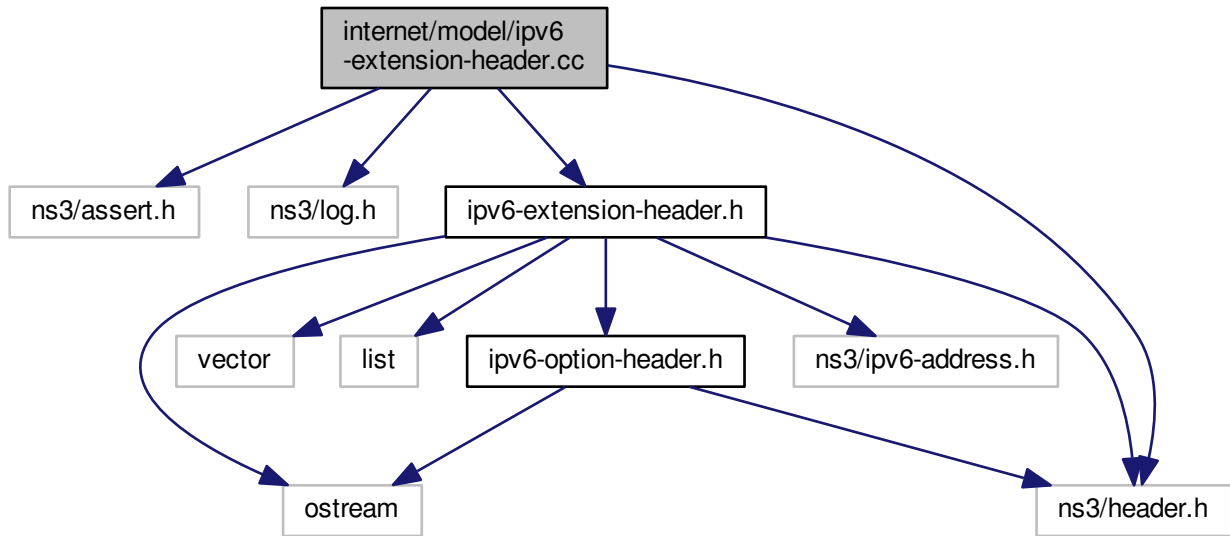 internet/model/ipv6
-extension-header.cc
ns3/assert.h
ns3/log.h
ipv6-extension-header.h
vector
list
ipv6-option-header.h
ns3/ipv6-address.h
ostream
ns3/header.h